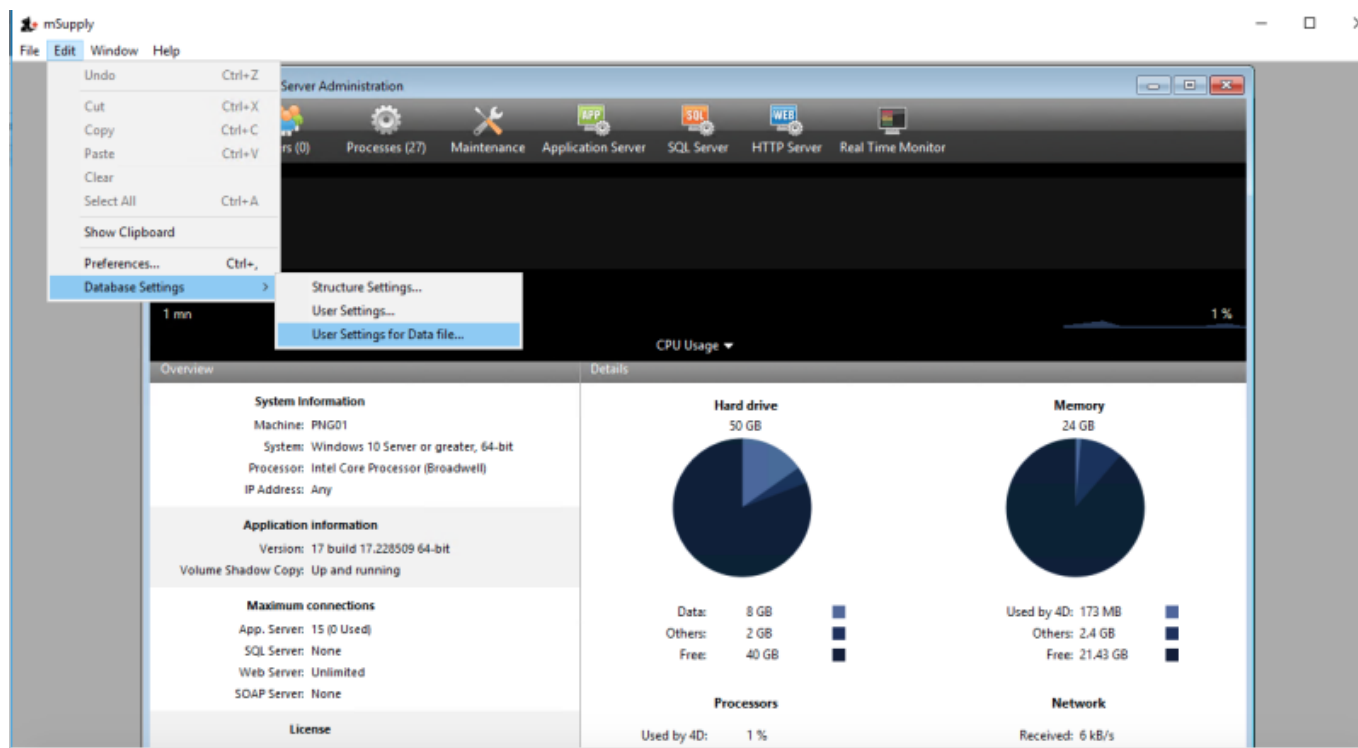 mSupply
File Edit Window Help
Undo Ctrl+Z
Cut Ctrl+X
Copy Ctrl+C
Paste Ctrl+V
Clear
Select All Ctrl+A
Show Clipboard
Preferences... Ctrl+,
Database Settings >
Structure Settings...
User Settings...
User Settings for Data file...
Server Administration
rs (0) Processes (27) Maintenance Application Server SQL Server HTTP Server Real Time Monitor
APP SQL WEB
1 mn 1 %
CPU Usage
Overview
System Information
Machine: PNG01
System: Windows 10 Server or greater, 64-bit
Processor: Intel Core Processor (Broadwell)
IP Address: Any
Application information
Version: 17 build 17.228509 64-bit
Volume Shadow Copy: Up and running
Maximum connections
App. Server: 15 (0 Used)
SQL Server: None
Web Server: Unlimited
SOAP Server: None
License
Details
Hard drive
50 GB
Data: 8 GB
Others: 2 GB
Free: 40 GB
Memory
24 GB
Used by 4D: 173 MB
Others: 2.4 GB
Free: 21.43 GB
Processors
Used by 4D: 1 %
Network
Received: 6 kB/s